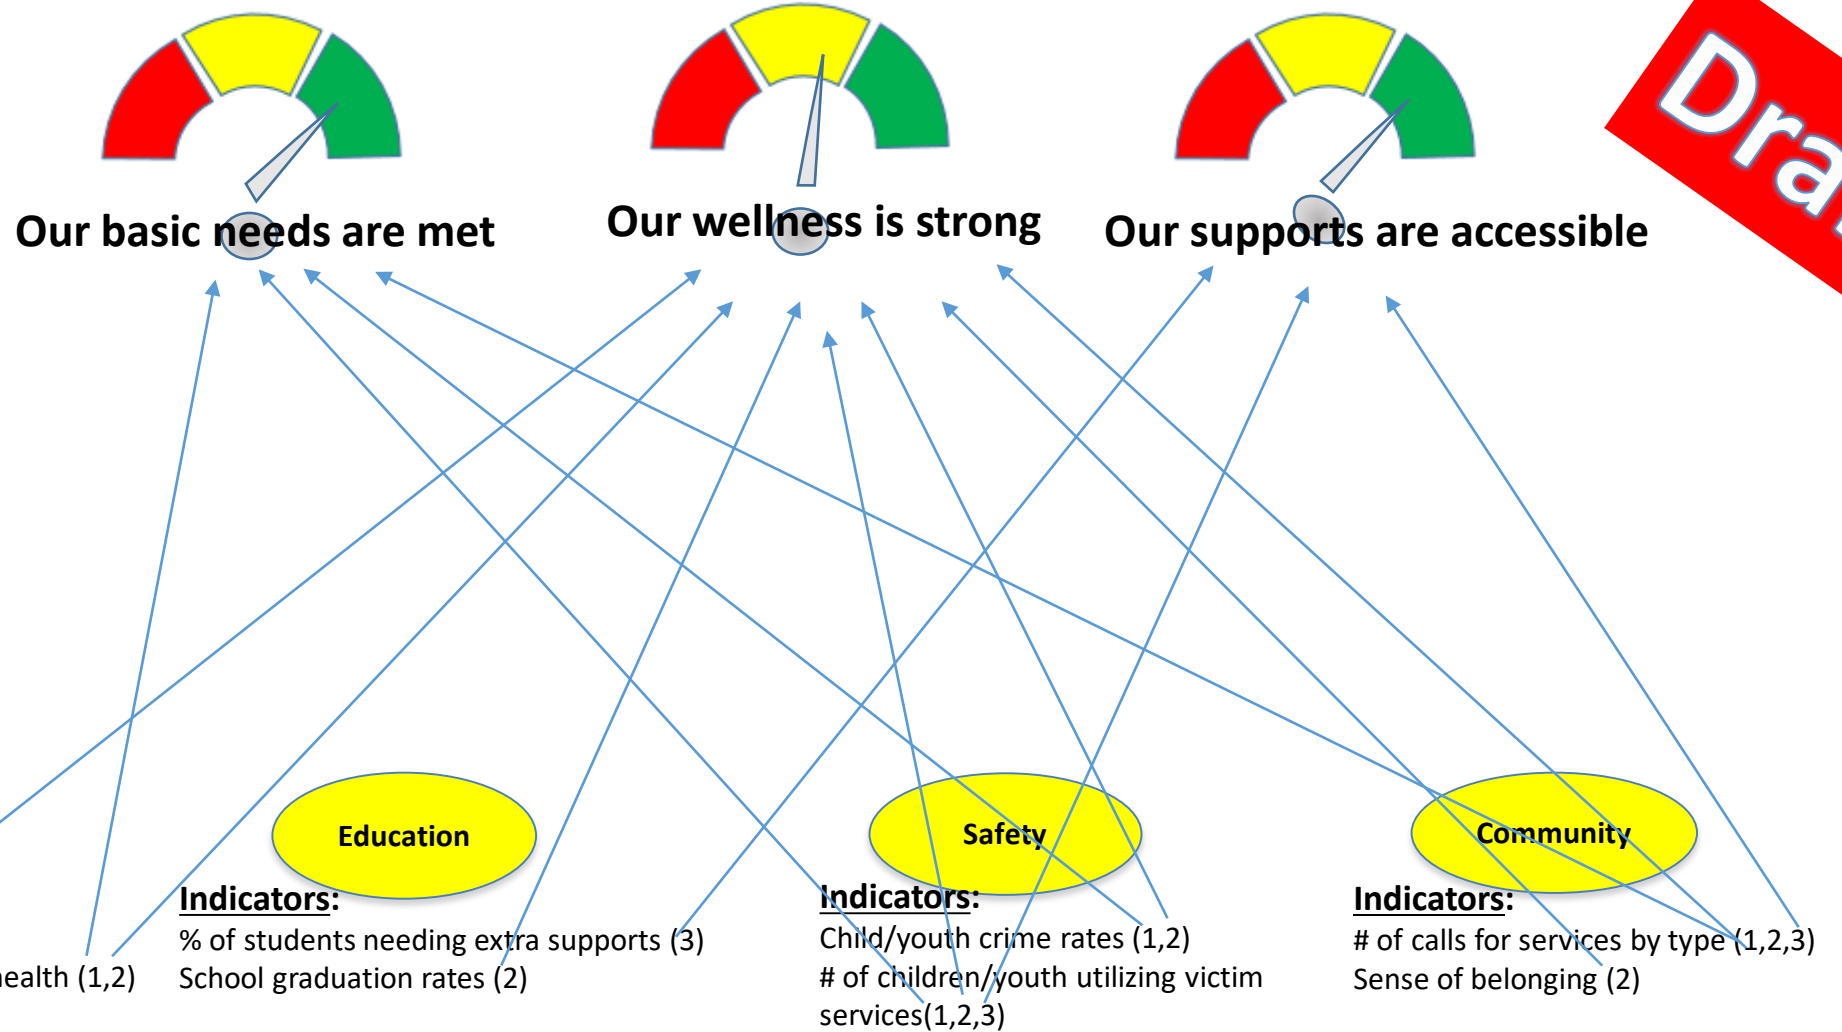 Our basic needs are met
Our wellness is strong
Our supports are accessible
Education
Safety
Community
Indicators:
% of students needing extra supports (3)
School graduation rates (2)
Indicators:
Child/youth crime rates (1,2)
# of children/youth utilizing victim
services(1,2,3)
Indicators:
# of calls for services by type (1,2,3)
Sense of belonging (2)
(1,2)